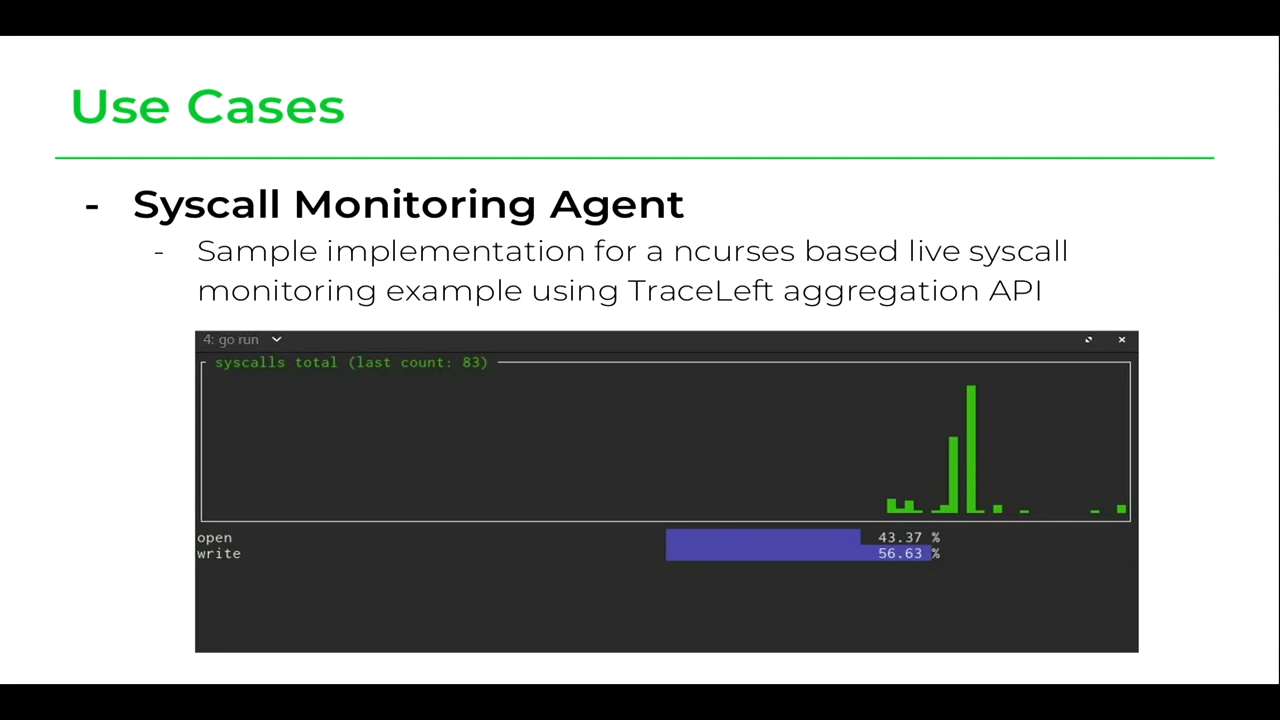 Use Cases
- Syscall Monitoring Agent
- Sample implementation for a ncurses based live syscall
monitoring example using TraceLeft aggregation API
4: go run
syscalls total (last count: 83)
open 43.37 %
write 56.63 %